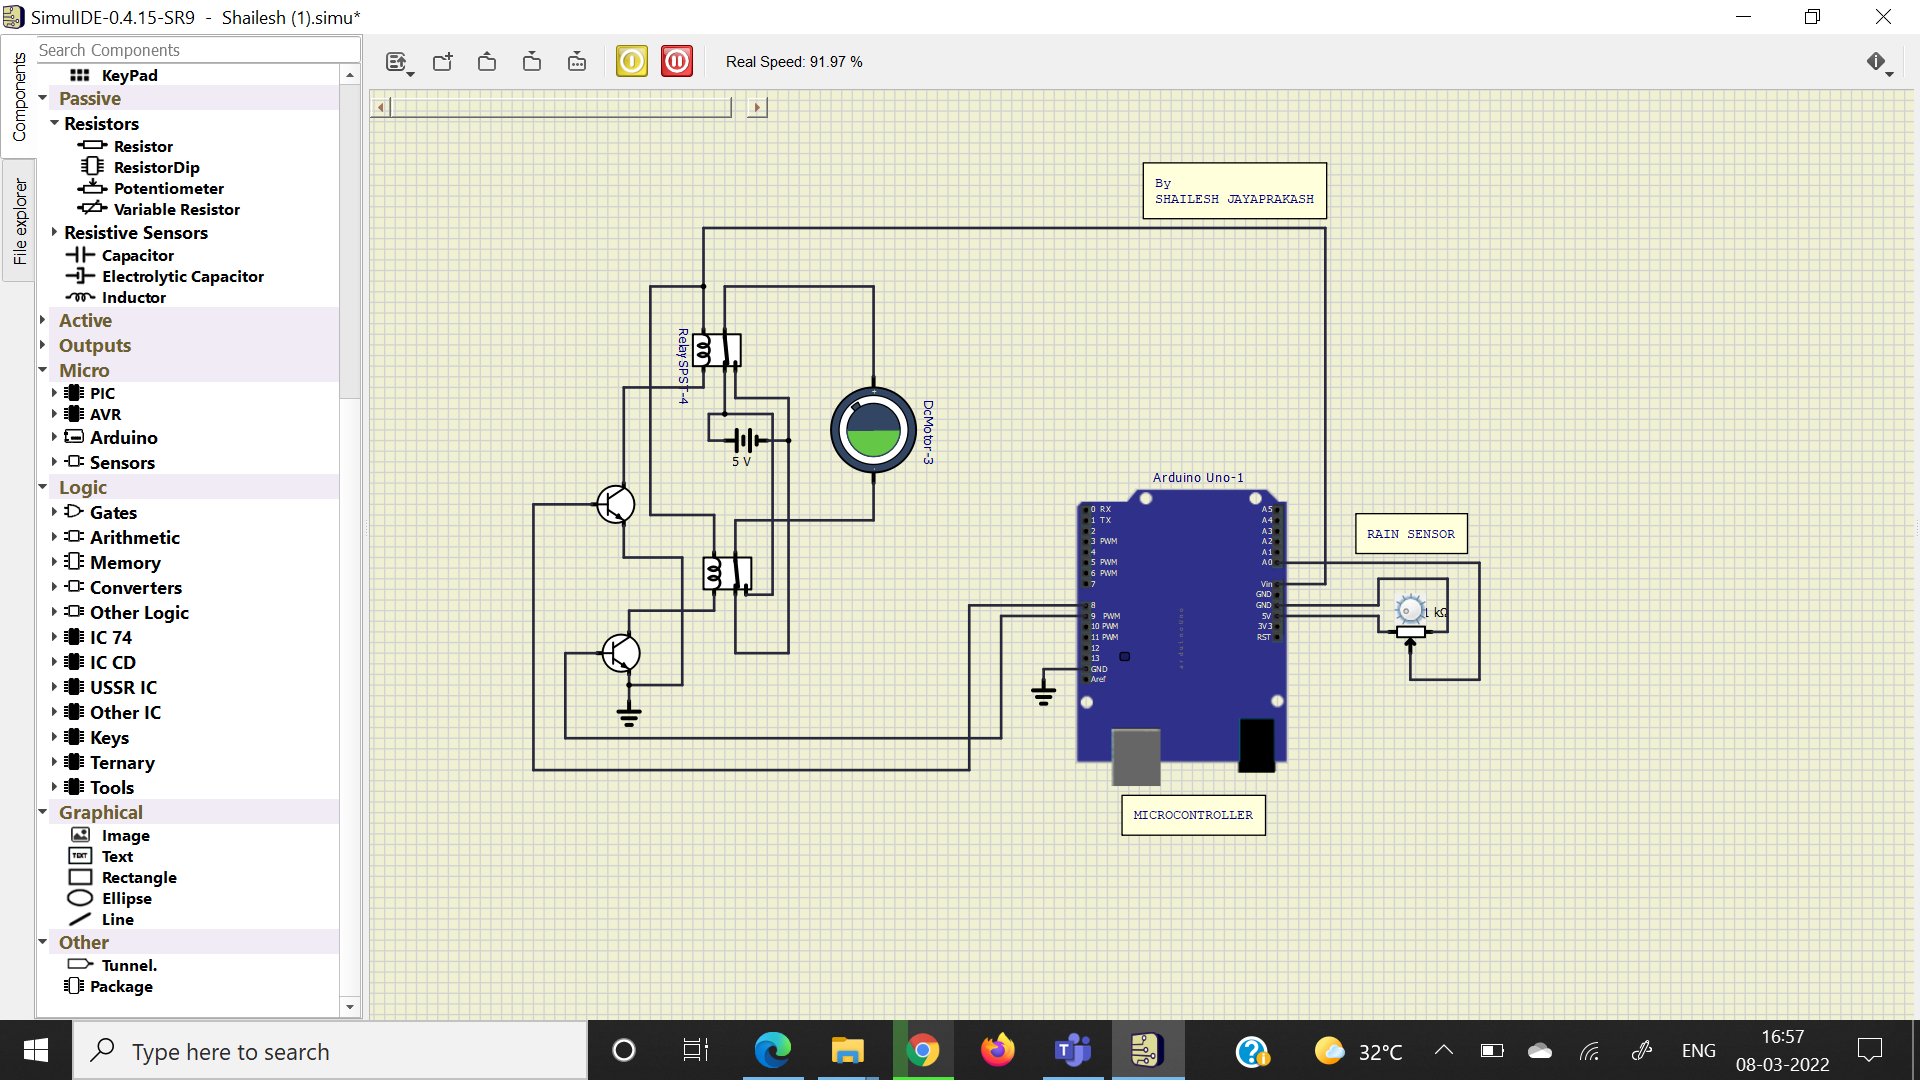 SimulIDE-0.4.15-SR9 - Shailesh (1).simu*
Components
File explorer
Search Components
KeyPad
Passive
Resistors
Resistor
ResistorDip
Potentiometer
Variable Resistor
Resistive Sensors
Capacitor
Electrolytic Capacitor
Inductor
Active
Outputs
Micro
PIC
AVR
Arduino
Sensors
Logic
Gates
Arithmetic
Memory
Converters
Other Logic
IC 74
IC CD
USSR IC
Other IC
Keys
Ternary
Tools
Graphical
Image
TEXT Text
Rectangle
Ellipse
Line
Other
Tunnel.
Package
Real Speed: 91.97 %
By
SHAILESH JAYAPRAKASH
RelaySPST-4
5 V
DcMotor-3
Arduino Uno-1
0 RX
1 TX
2
3 PWM
4
5 PWM
6 PWM
7
8
9 PWM
10 PWM
11 PWM
12
13
GND
Aref
A5
A4
A3
A2
A1
A0
Vin
GND
GND
5V
3V3
RST
arduino
RAIN SENSOR
1 kΩ
MICROCONTROLLER
Type here to search
32°C
ENG
16:57
08-03-2022